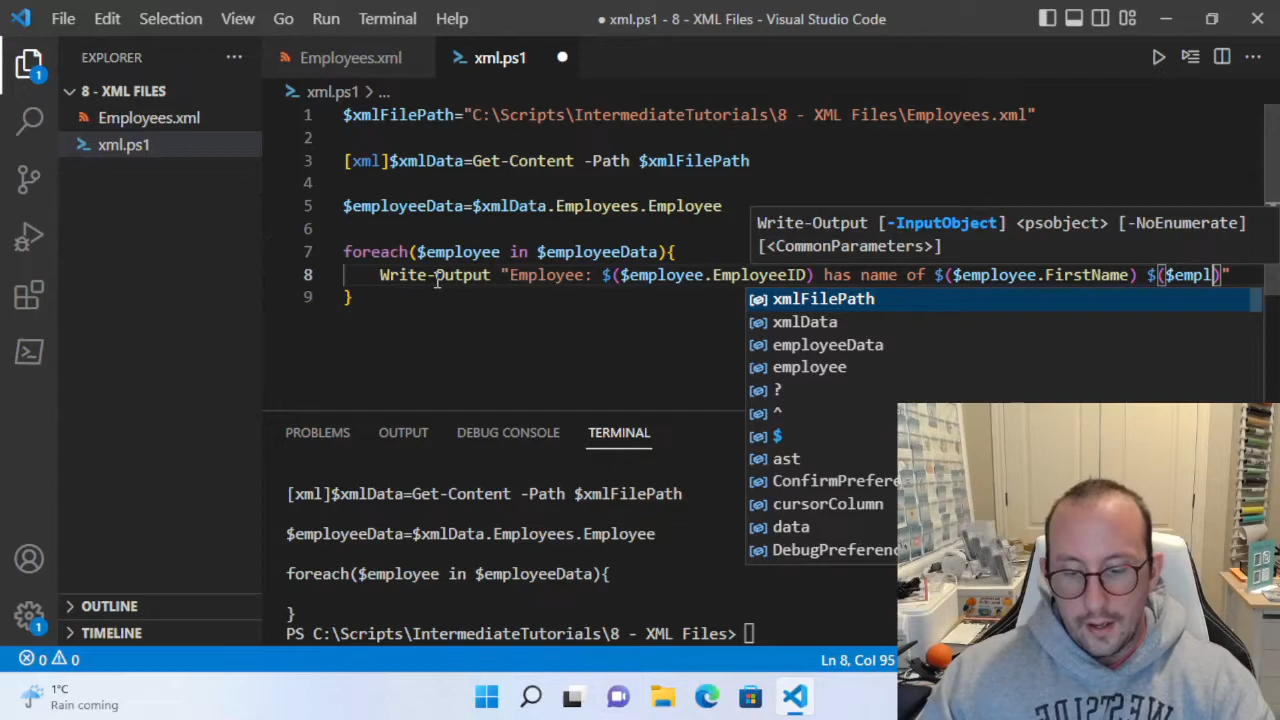 File Edit Selection View Go Run Terminal Help
● xml.ps1 - 8 - XML Files - Visual Studio Code
EXPLORER ···
Employees.xml
xml.ps1 ●
8 - XML FILES
Employees.xml
xml.ps1
xml.ps1 > ...
1 $xmlFilePath="C:\Scripts\IntermediateTutorials\8 - XML Files\Employees.xml"
2
3 [xml]$xmlData=Get-Content -Path $xmlFilePath
4
5 $employeeData=$xmlData.Employees.Employee
6
7 foreach($employee in $employeeData){
8 Write-Output "Employee: $($employee.EmployeeID) has name of $($employee.FirstName) $($empl)"
9 }
Write-Output [-InputObject] <psobject> [-NoEnumerate]
[<CommonParameters>]
xmlFilePath
xmlData
employeeData
employee
?
^
$
ast
ConfirmPrefere
cursorColumn
data
DebugPreferenc
PROBLEMS OUTPUT DEBUG CONSOLE TERMINAL
[xml]$xmlData=Get-Content -Path $xmlFilePath
$employeeData=$xmlData.Employees.Employee
foreach($employee in $employeeData){
}
PS C:\Scripts\IntermediateTutorials\8 - XML Files>
OUTLINE
TIMELINE
1
1
0 0
Ln 8, Col 95
1°C
Rain coming
WESTSIDE